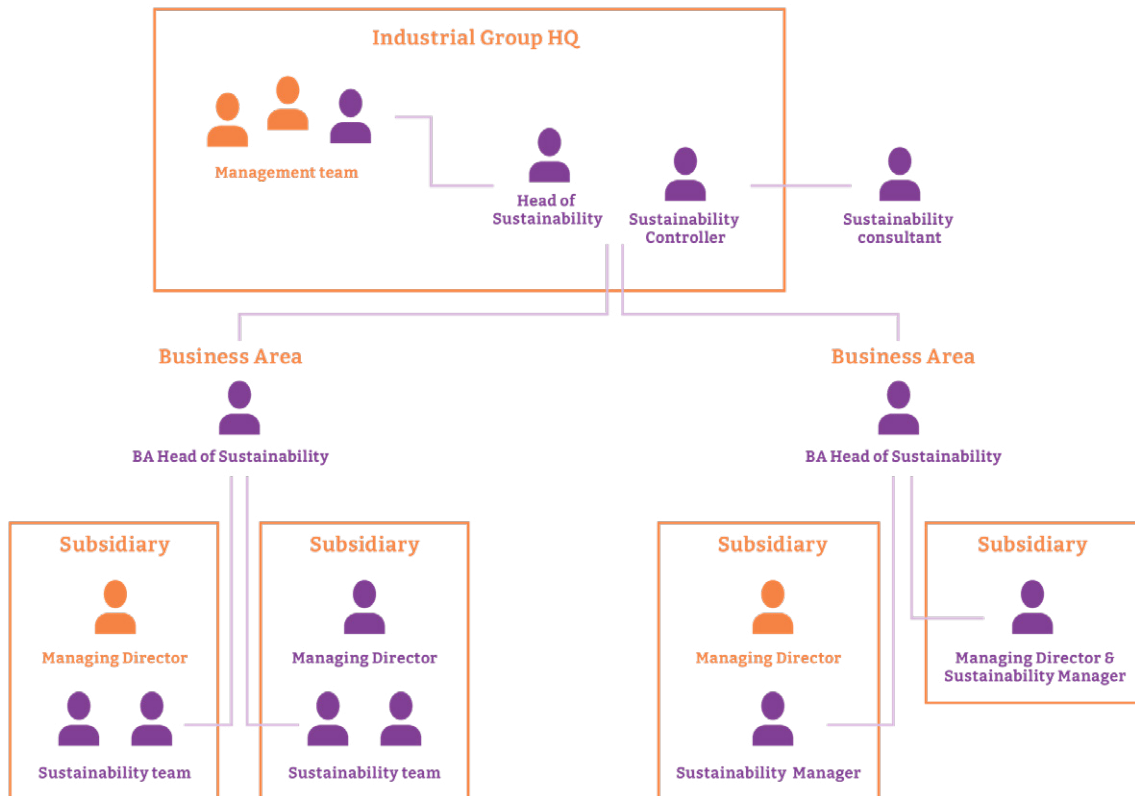 Industrial Group HQ
Management team
Head of
Sustainability
Sustainability
Controller
Sustainability
consultant
Business Area
BA Head of Sustainability
Business Area
BA Head of Sustainability
Subsidiary
Managing Director
Sustainability team
Subsidiary
Managing Director
Sustainability team
Subsidiary
Managing Director
Sustainability Manager
Subsidiary
Managing Director &
Sustainability Manager